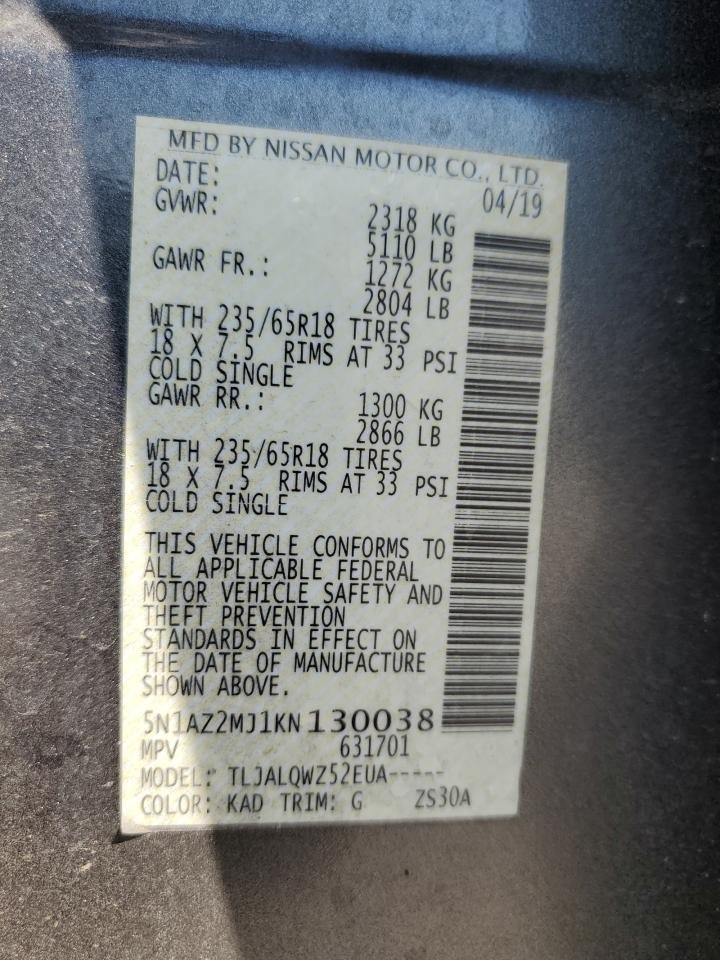 MFD BY NISSAN MOTOR CO., LTD.
DATE: 04/19
GVWR: 2318 KG
5110 LB
GAWR FR.: 1272 KG
2804 LB
WITH 235/65R18 TIRES
18 X 7.5 RIMS AT 33 PSI
COLD SINGLE
GAWR RR.: 1300 KG
2866 LB
WITH 235/65R18 TIRES
18 X 7.5 RIMS AT 33 PSI
COLD SINGLE
THIS VEHICLE CONFORMS TO
ALL APPLICABLE FEDERAL
MOTOR VEHICLE SAFETY AND
THEFT PREVENTION
STANDARDS IN EFFECT ON
THE DATE OF MANUFACTURE
SHOWN ABOVE.
5N1AZ2MJ1KN130038
MPV 631701
MODEL: TLJALQWZ52EUA-----
COLOR: KAD TRIM: G ZS30A